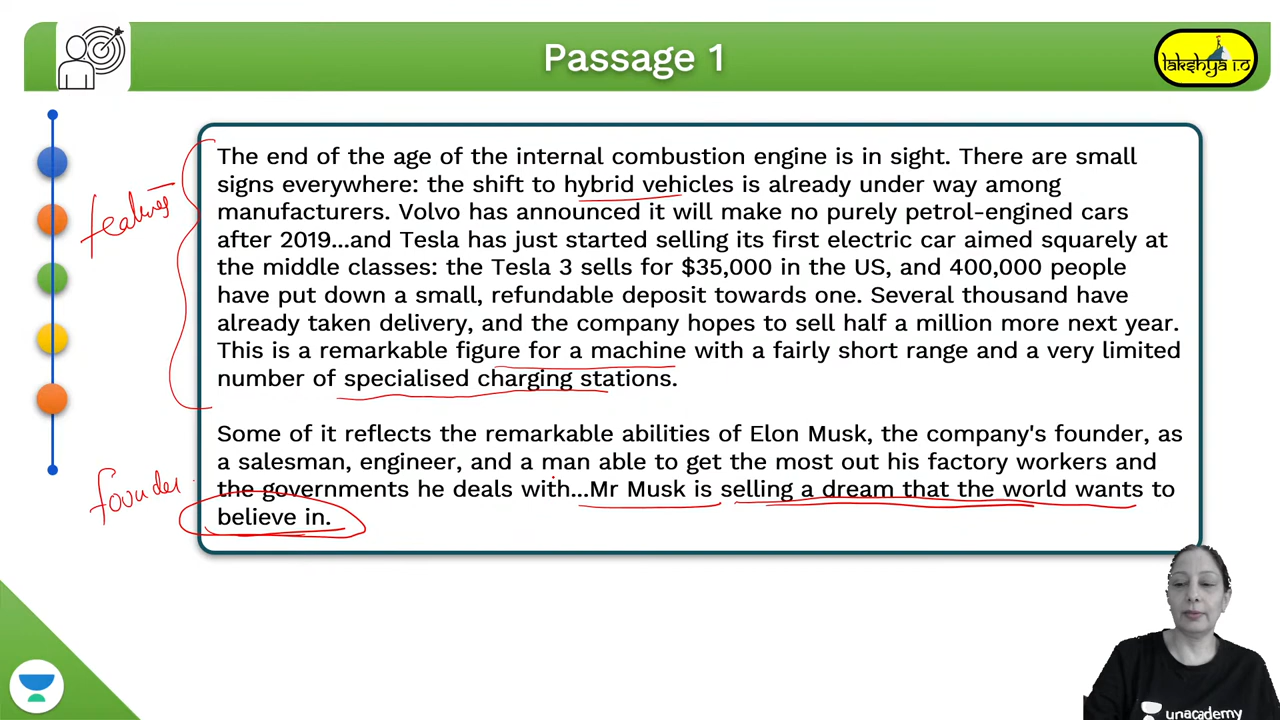 Passage 1
lakshya 1.0
The end of the age of the internal combustion engine is in sight. There are small
signs everywhere: the shift to hybrid vehicles is already under way among
manufacturers. Volvo has announced it will make no purely petrol-engined cars
after 2019...and Tesla has just started selling its first electric car aimed squarely at
the middle classes: the Tesla 3 sells for $35,000 in the US, and 400,000 people
have put down a small, refundable deposit towards one. Several thousand have
already taken delivery, and the company hopes to sell half a million more next year.
This is a remarkable figure for a machine with a fairly short range and a very limited
number of specialised charging stations.
features
Some of it reflects the remarkable abilities of Elon Musk, the company's founder, as
a salesman, engineer, and a man able to get the most out his factory workers and
the governments he deals with...Mr Musk is selling a dream that the world wants to
believe in.
founder
unacademy